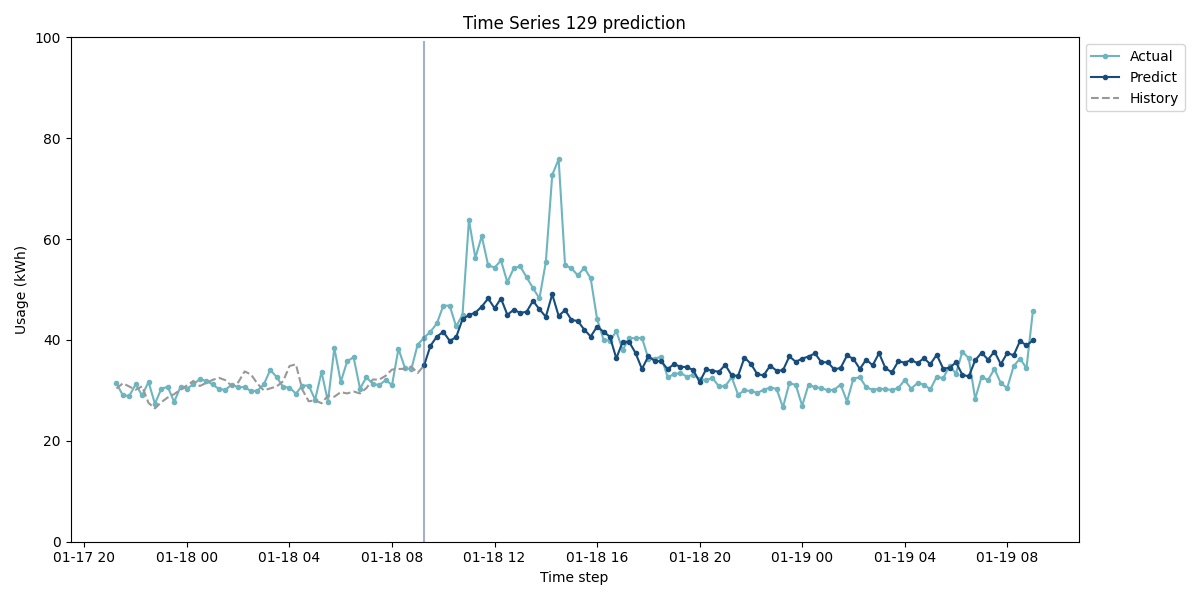 Time Series 129 prediction
100
80
60
40
20
0
Usage (kWh)
01-17 20
01-18 00
01-18 04
01-18 08
01-18 12
01-18 16
01-18 20
01-19 00
01-19 04
01-19 08
Time step
Actual
Predict
History